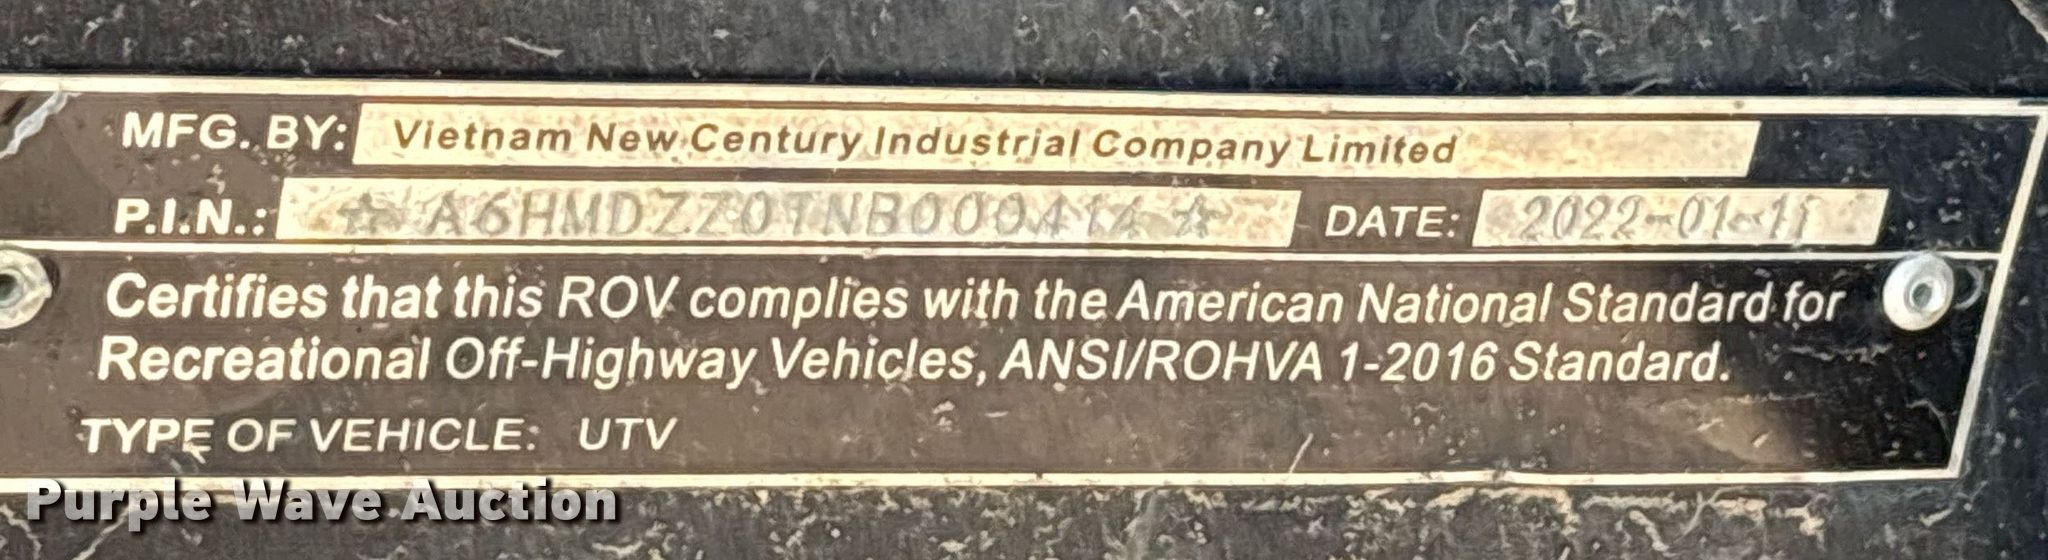 MFG. BY: Vietnam New Century Industrial Company Limited
P.I.N.: ☆ A6HMDZZ01NB000414 ☆ DATE: 2022-01-11
Certifies that this ROV complies with the American National Standard for
Recreational Off-Highway Vehicles, ANSI/ROHVA 1-2016 Standard.
TYPE OF VEHICLE: UTV
Purple Wave Auction